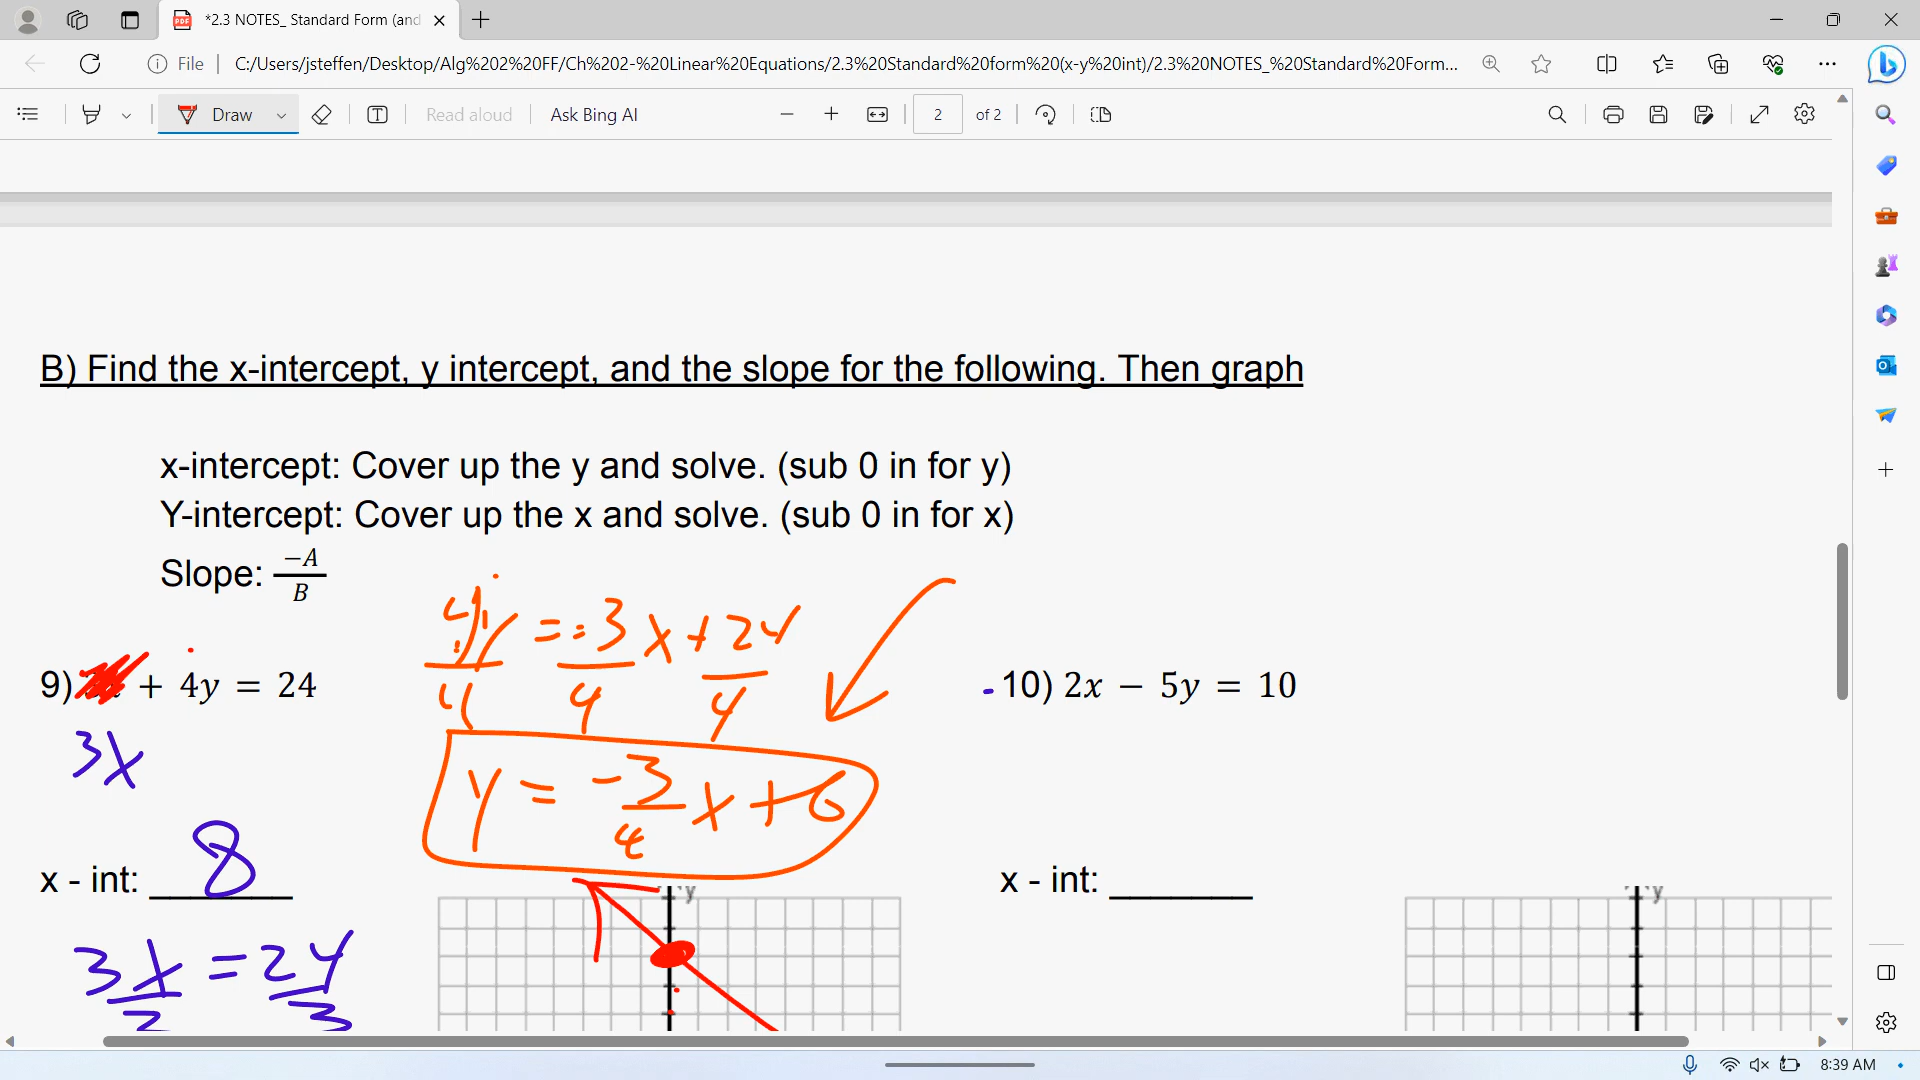 *2.3 NOTES_ Standard Form (and
File
C:/Users/jsteffen/Desktop/Alg%202%20FF/Ch%202-%20Linear%20Equations/2.3%20Standard%20form%20(x-y%20int)/2.3%20NOTES_%20Standard%20Form...
Draw
Read aloud
Ask Bing AI
2 of 2
B) Find the x-intercept, y intercept, and the slope for the following. Then graph
x-intercept: Cover up the y and solve. (sub 0 in for y)
Y-intercept: Cover up the x and solve. (sub 0 in for x)
Slope: −A/B
4y = -3x + 24
4 4 4
y = -3/4 x + 6
9) + 4y = 24
3x
x - int: 8
3x = 24
3 3
y
10) 2x − 5y = 10
x - int: _______
y
8:39 AM